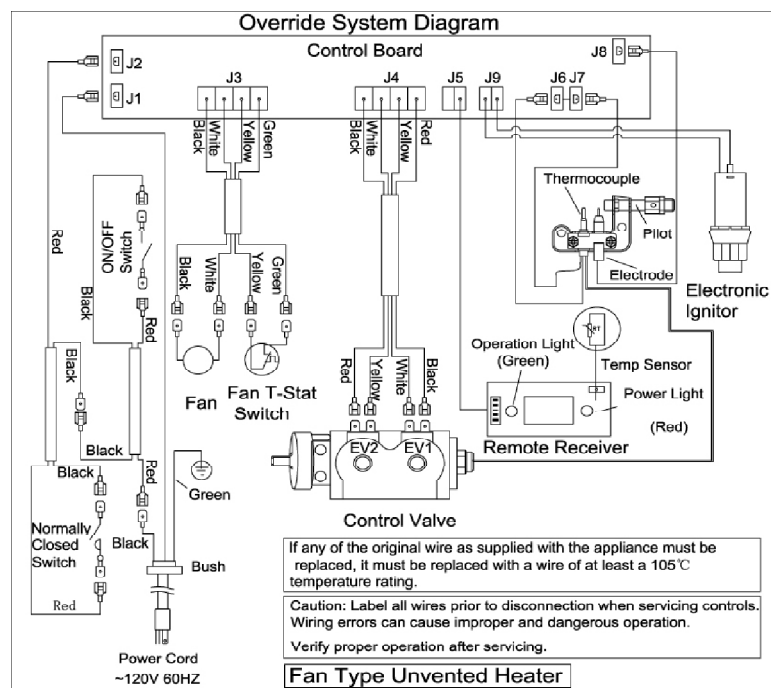 Override System Diagram
Control Board
J8
J2
J1
J3
J4
J5
J9
J6 J7
Black
White
Yellow
Green
Black
White
Yellow
Red
Thermocouple
Pilot
Electrode
Electronic
Ignitor
Red
Black
ON/OFF
Switch
Red
Black
White
Yellow
Green
Fan
Fan T-Stat
Switch
Red
Yellow
White
Black
Operation Light
(Green)
RT
Temp Sensor
Power Light
(Red)
Remote Receiver
EV2
EV1
Control Valve
Black
Black
Black
Red
Green
Normally
Closed
Switch
Black
Bush
Red
Power Cord
~120V 60HZ
If any of the original wire as supplied with the appliance must be
replaced, it must be replaced with a wire of at least a 105℃
temperature rating.
Caution: Label all wires prior to disconnection when servicing controls.
Wiring errors can cause improper and dangerous operation.
Verify proper operation after servicing.
Fan Type Unvented Heater